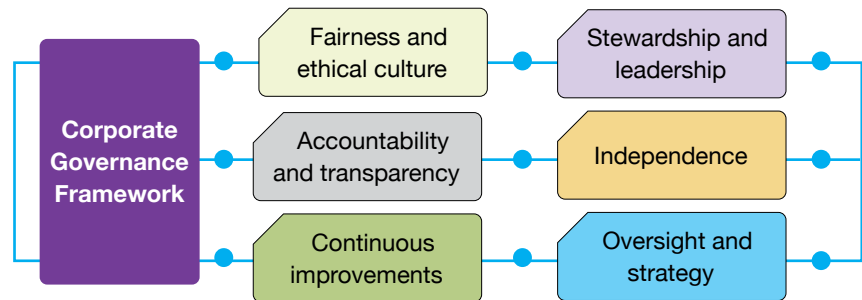 Corporate
Governance
Framework
Fairness and
ethical culture
Stewardship and
leadership
Accountability
and transparency
Independence
Continuous
improvements
Oversight and
strategy